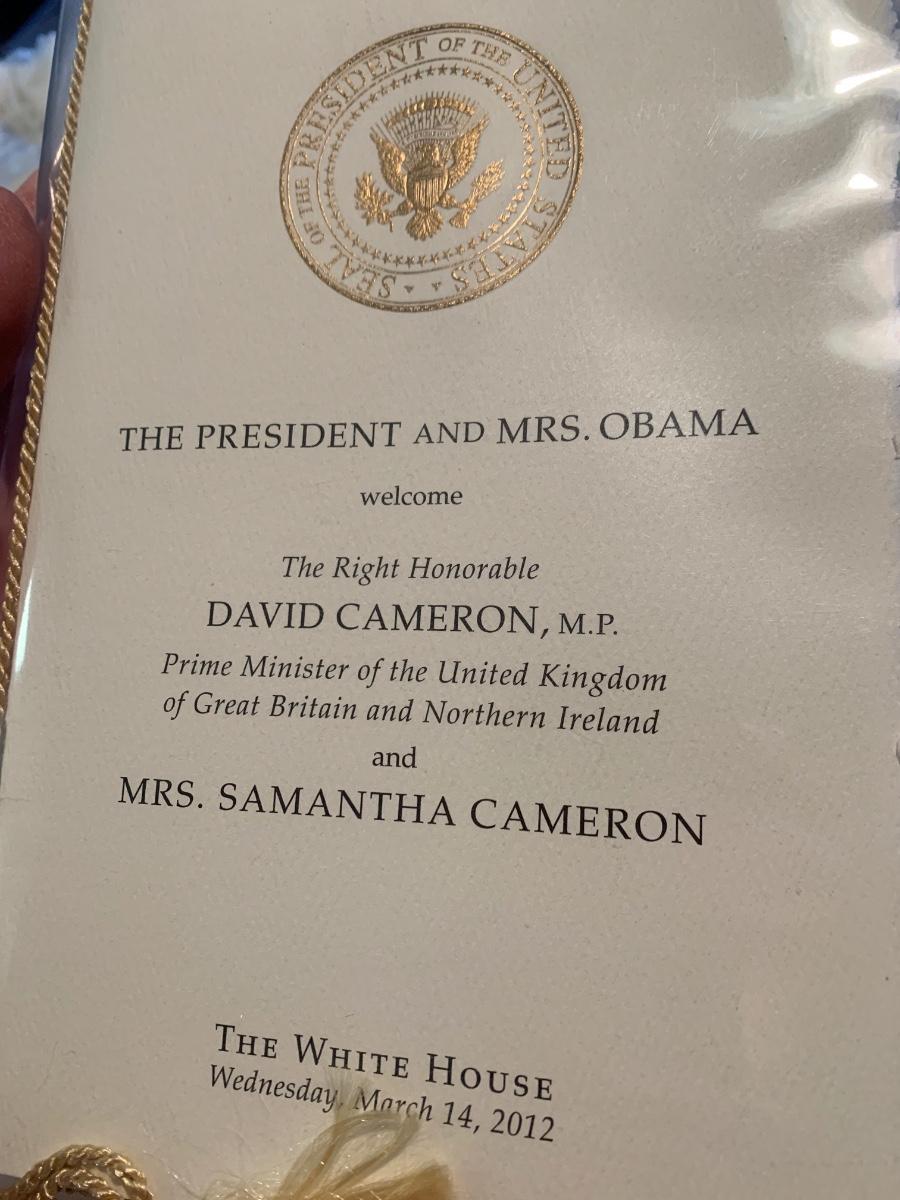 SEAL OF THE PRESIDENT OF THE UNITED STATES
THE PRESIDENT AND MRS. OBAMA
welcome
The Right Honorable
DAVID CAMERON, M.P.
Prime Minister of the United Kingdom
of Great Britain and Northern Ireland
and
MRS. SAMANTHA CAMERON
THE WHITE HOUSE
Wednesday, March 14, 2012